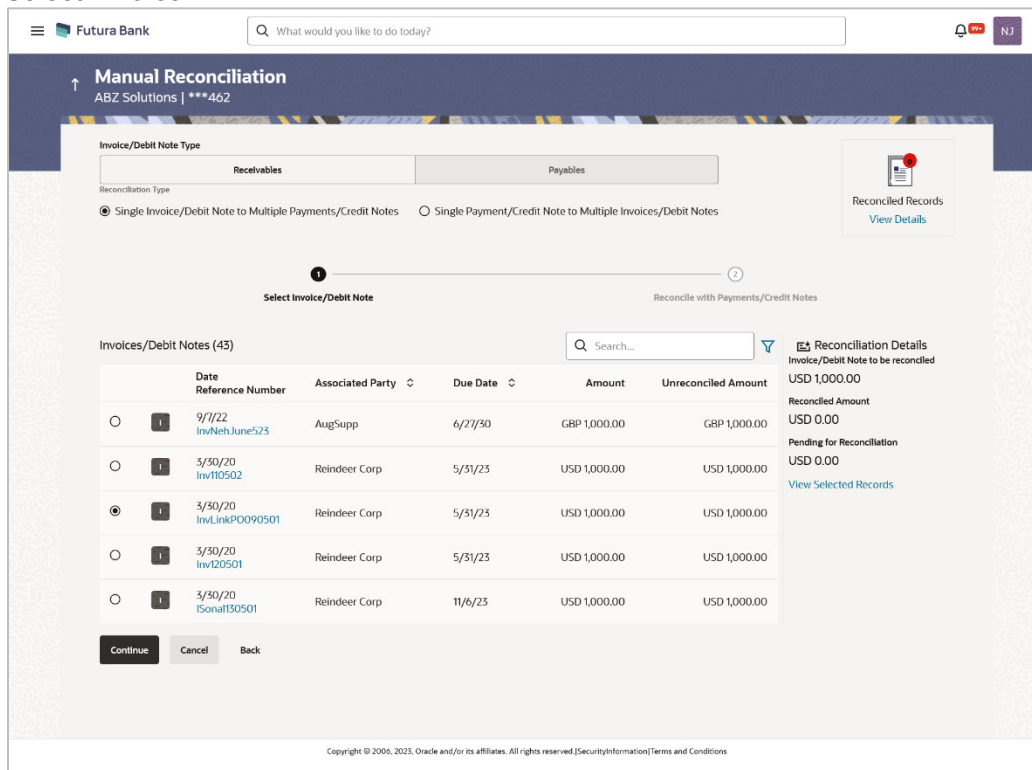 Futura Bank
What would you like to do today?
99+
NJ
Manual Reconciliation
ABZ Solutions | ***462
Invoice/Debit Note Type
Receivables
Payables
Reconciliation Type
Single Invoice/Debit Note to Multiple Payments/Credit Notes
Single Payment/Credit Note to Multiple Invoices/Debit Notes
0
Reconciled Records
View Details
1
2
Select Invoice/Debit Note
Reconcile with Payments/Credit Notes
Invoices/Debit Notes (43)
Search...
Date
Reference Number
Associated Party
Due Date
Amount
Unreconciled Amount
I
9/7/22
InvNehJune523
AugSupp
6/27/30
GBP 1,000.00
GBP 1,000.00
I
3/30/20
Inv110502
Reindeer Corp
5/31/23
USD 1,000.00
USD 1,000.00
I
3/30/20
InvLinkPO090501
Reindeer Corp
5/31/23
USD 1,000.00
USD 1,000.00
I
3/30/20
Inv120501
Reindeer Corp
5/31/23
USD 1,000.00
USD 1,000.00
I
3/30/20
ISonal130501
Reindeer Corp
11/6/23
USD 1,000.00
USD 1,000.00
Reconciliation Details
Invoice/Debit Note to be reconciled
USD 1,000.00
Reconciled Amount
USD 0.00
Pending for Reconciliation
USD 0.00
View Selected Records
Continue
Cancel
Back
Copyright © 2006, 2023, Oracle and/or its affiliates. All rights reserved.|SecurityInformation|Terms and Conditions